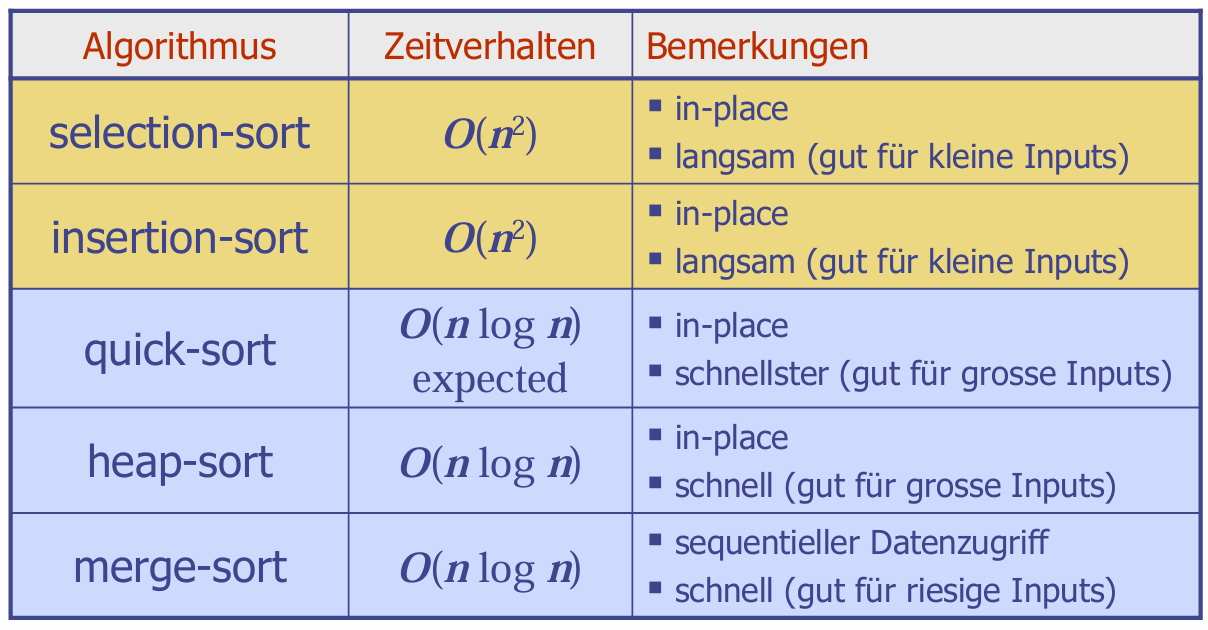 Algorithmus Zeitverhalten Bemerkungen
selection-sort O(n²) ▪ in-place
▪ langsam (gut für kleine Inputs)
insertion-sort O(n²) ▪ in-place
▪ langsam (gut für kleine Inputs)
quick-sort O(n log n) ▪ in-place
expected ▪ schnellster (gut für grosse Inputs)
heap-sort O(n log n) ▪ in-place
▪ schnell (gut für grosse Inputs)
merge-sort O(n log n) ▪ sequentieller Datenzugriff
▪ schnell (gut für riesige Inputs)